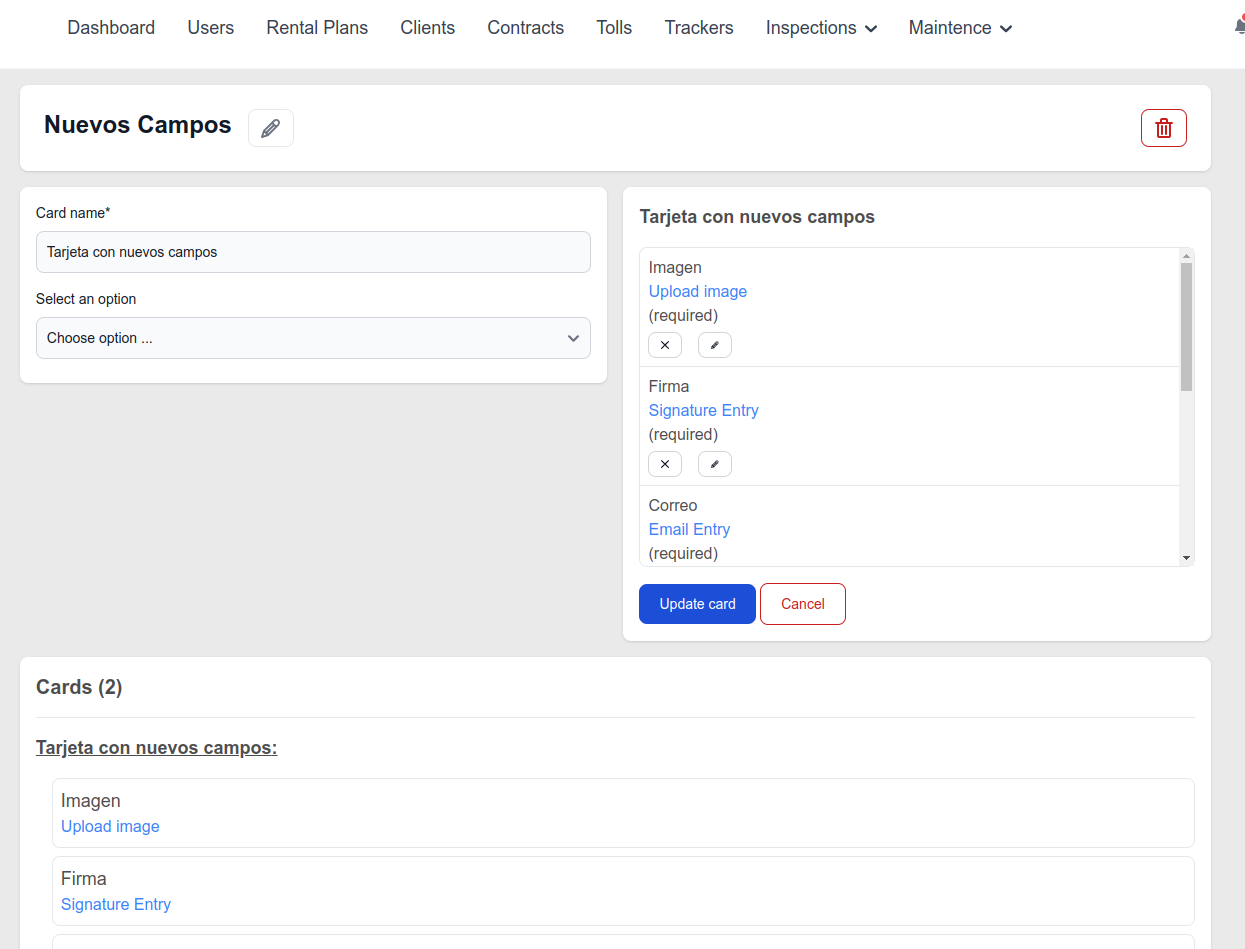 Dashboard Users Rental Plans Clients Contracts Tolls Trackers Inspections Maintence
Nuevos Campos
Card name*
Tarjeta con nuevos campos
Select an option
Choose option ...
Tarjeta con nuevos campos
Imagen
Upload image
(required)
Firma
Signature Entry
(required)
Correo
Email Entry
(required)
Update card Cancel
Cards (2)
Tarjeta con nuevos campos:
Imagen
Upload image
Firma
Signature Entry